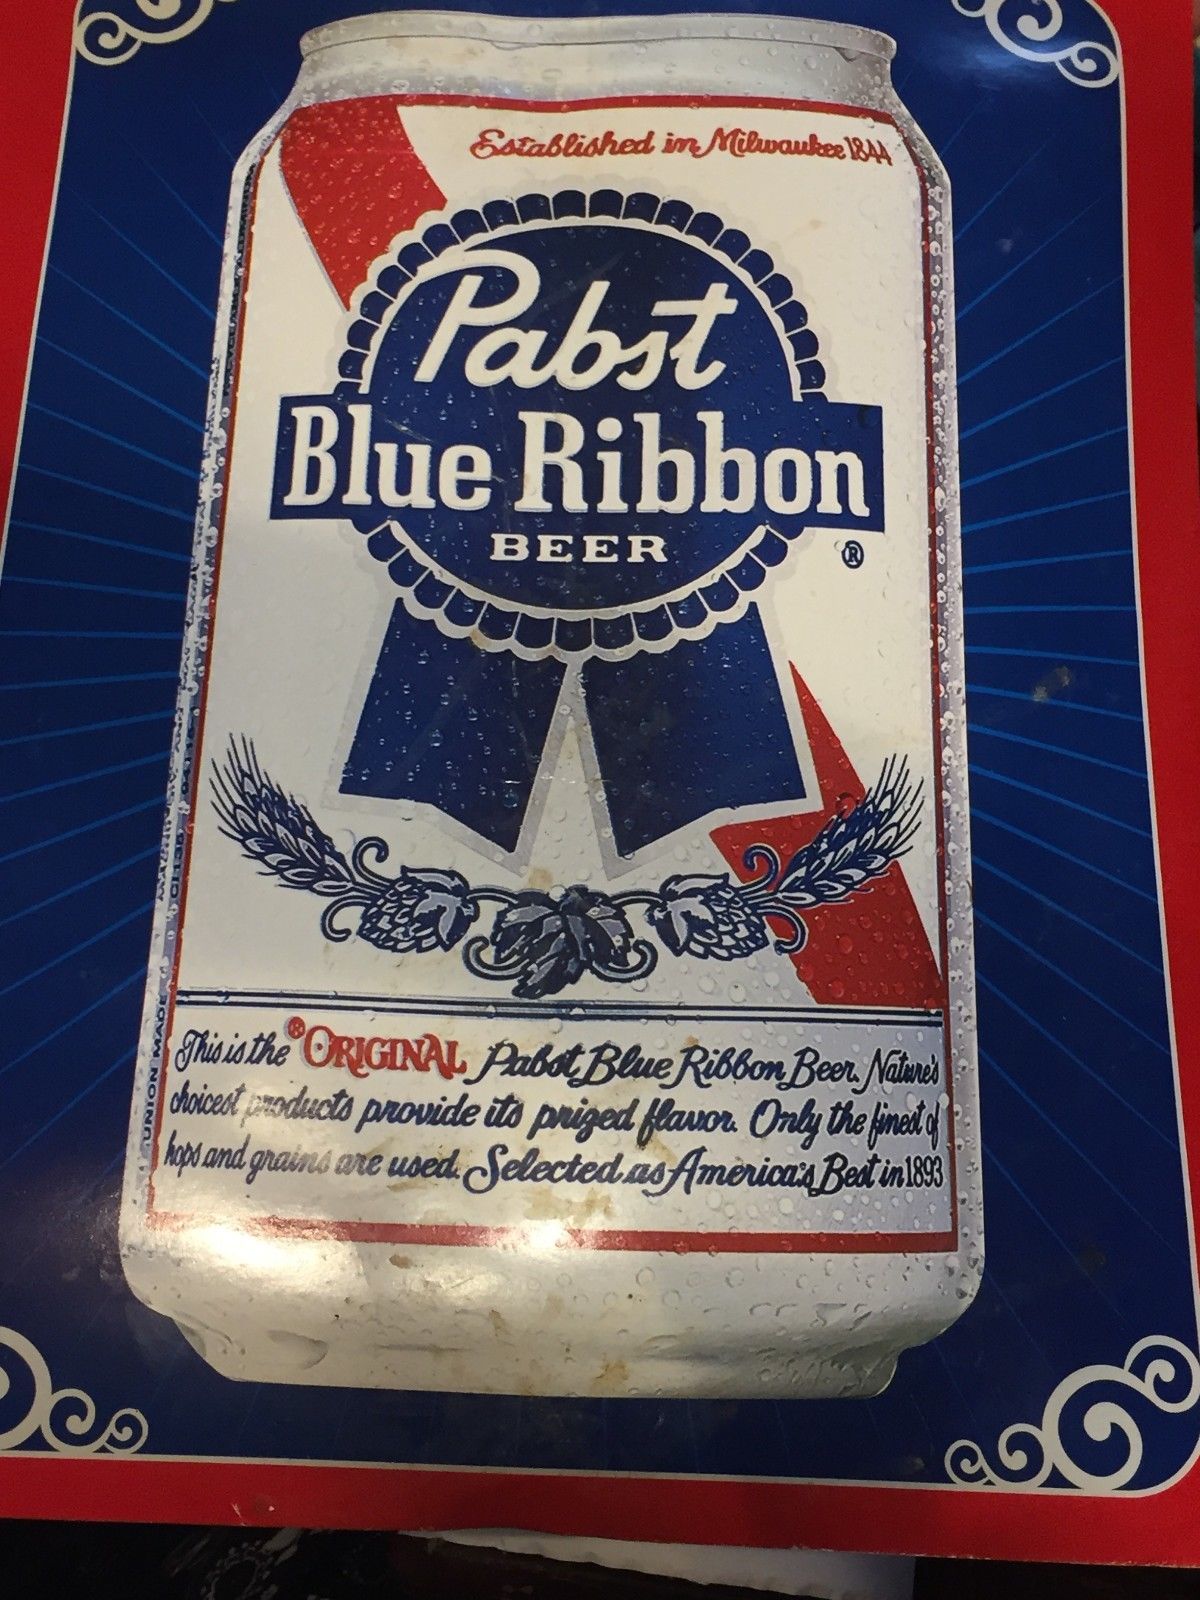 Established in Milwaukee 1844
Pabst
Blue Ribbon
BEER
®
This is the ®ORIGINAL Pabst Blue Ribbon Beer. Nature's
choicest products provide its prized flavor. Only the finest of
hops and grains are used. Selected as America's Best in 1893
UNION MADE